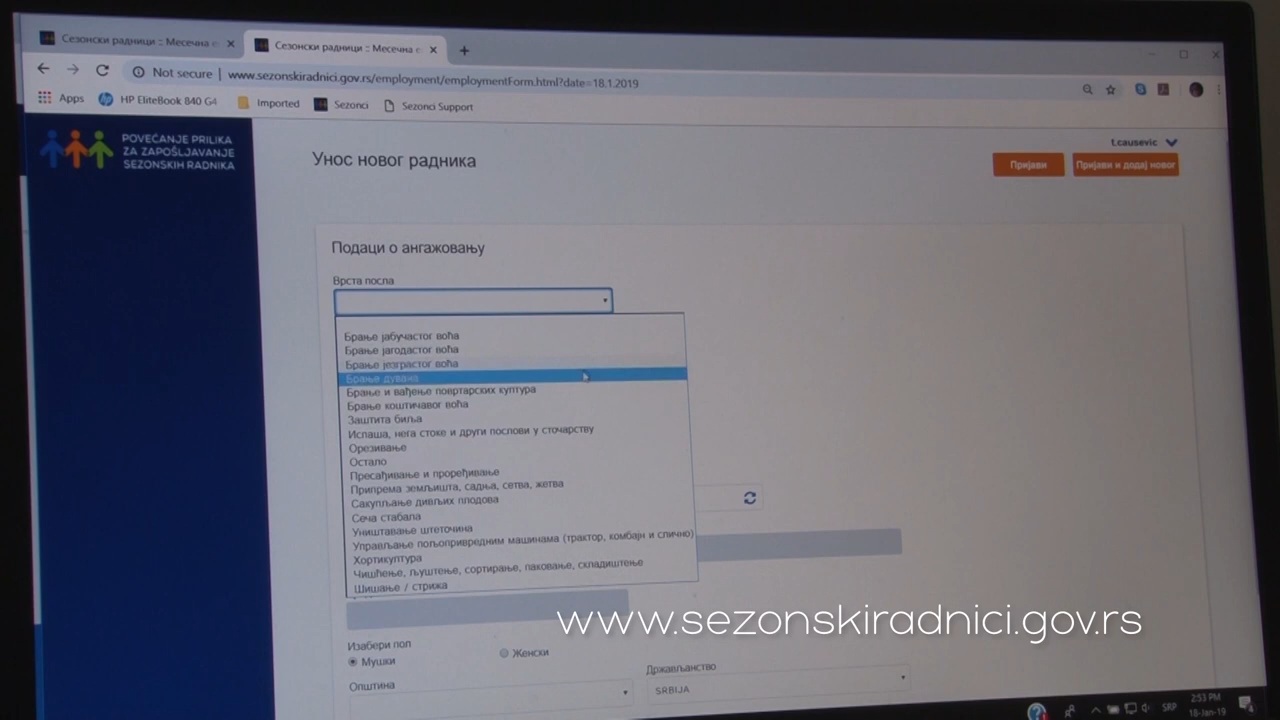 Сезонски радници :: Месечна е
Сезонски радници :: Месечна е
Not secure | www.sezonskiradnici.gov.rs/employment/employmentForm.html?date=18.1.2019
Apps HP EliteBook 840 G4 Imported Sezonci Sezonci Support
POVEĆANJE PRILIKA
ZA ZAPOŠLJAVANJE
SEZONSKIH RADNIKA
t.causevic
Унос новог радника
Пријави
Пријави и додај новог
Подаци о ангажовању
Врста посла
Брање јабучастог воћа
Брање јагодастог воћа
Брање језграстог воћа
Брање дувана
Брање и вађење повртарских култура
Брање коштичавог воћа
Заштита биља
Испаша, нега стоке и други послови у сточарству
Орезивање
Остало
Пресађивање и проређивање
Припрема земљишта, садња, сетва, жетва
Сакупљање дивљих плодова
Сеча стабала
Уништавање штеточина
Управљање пољопривредним машинама (трактор, комбајн и слично)
Хортикултура
Чишћење, љуштење, сортирање, паковање, складиштење
Шишање / стрижа
www.sezonskiradnici.gov.rs
Изабери пол
Мушки Женски
Општина
Држављанство
SRBIJA
SRP
2:53 PM
18-Jan-19